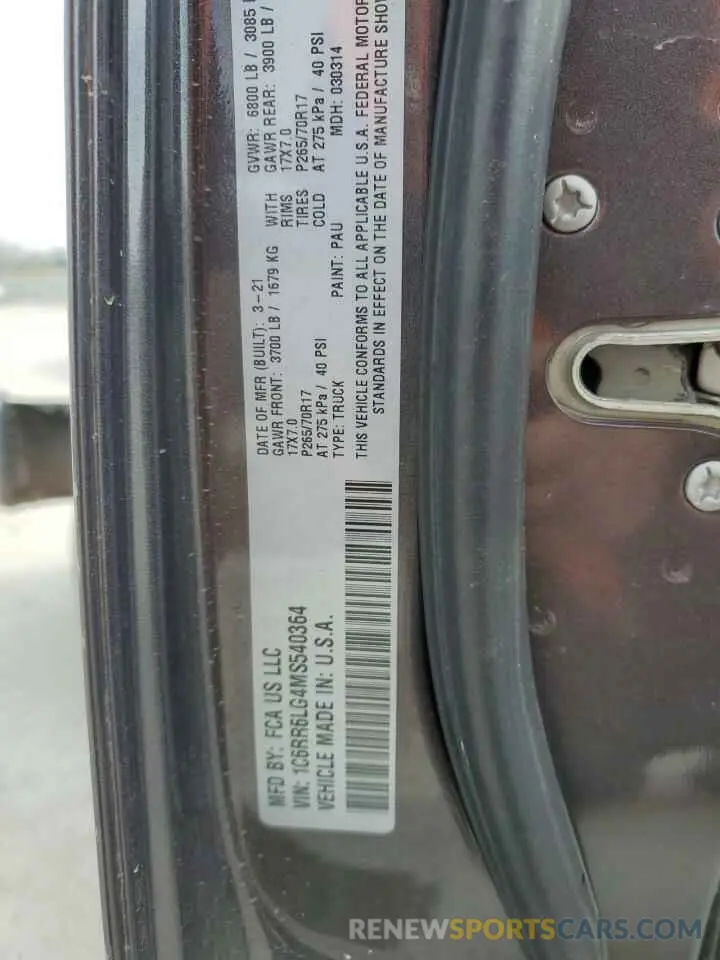 MFD BY: FCA US LLC
DATE OF MFR (BUILT): 3-21
GVWR: 6800 LB / 3085
VIN: 1C6RR6LG4MS540364
GAWR FRONT: 3700 LB / 1679 KG
WITH
GAWR REAR: 3900 LB /
VEHICLE MADE IN: U.S.A.
17X7.0
RIMS
17X7.0
P265/70R17
TIRES
P265/70R17
AT 275 kPa / 40 PSI
COLD
AT 275 kPa / 40 PSI
TYPE: TRUCK
PAINT: PAU
MDH: 030314
THIS VEHICLE CONFORMS TO ALL APPLICABLE U.S.A. FEDERAL MOTOR
STANDARDS IN EFFECT ON THE DATE OF MANUFACTURE SHOW
RENEWSPORTSCARS.COM